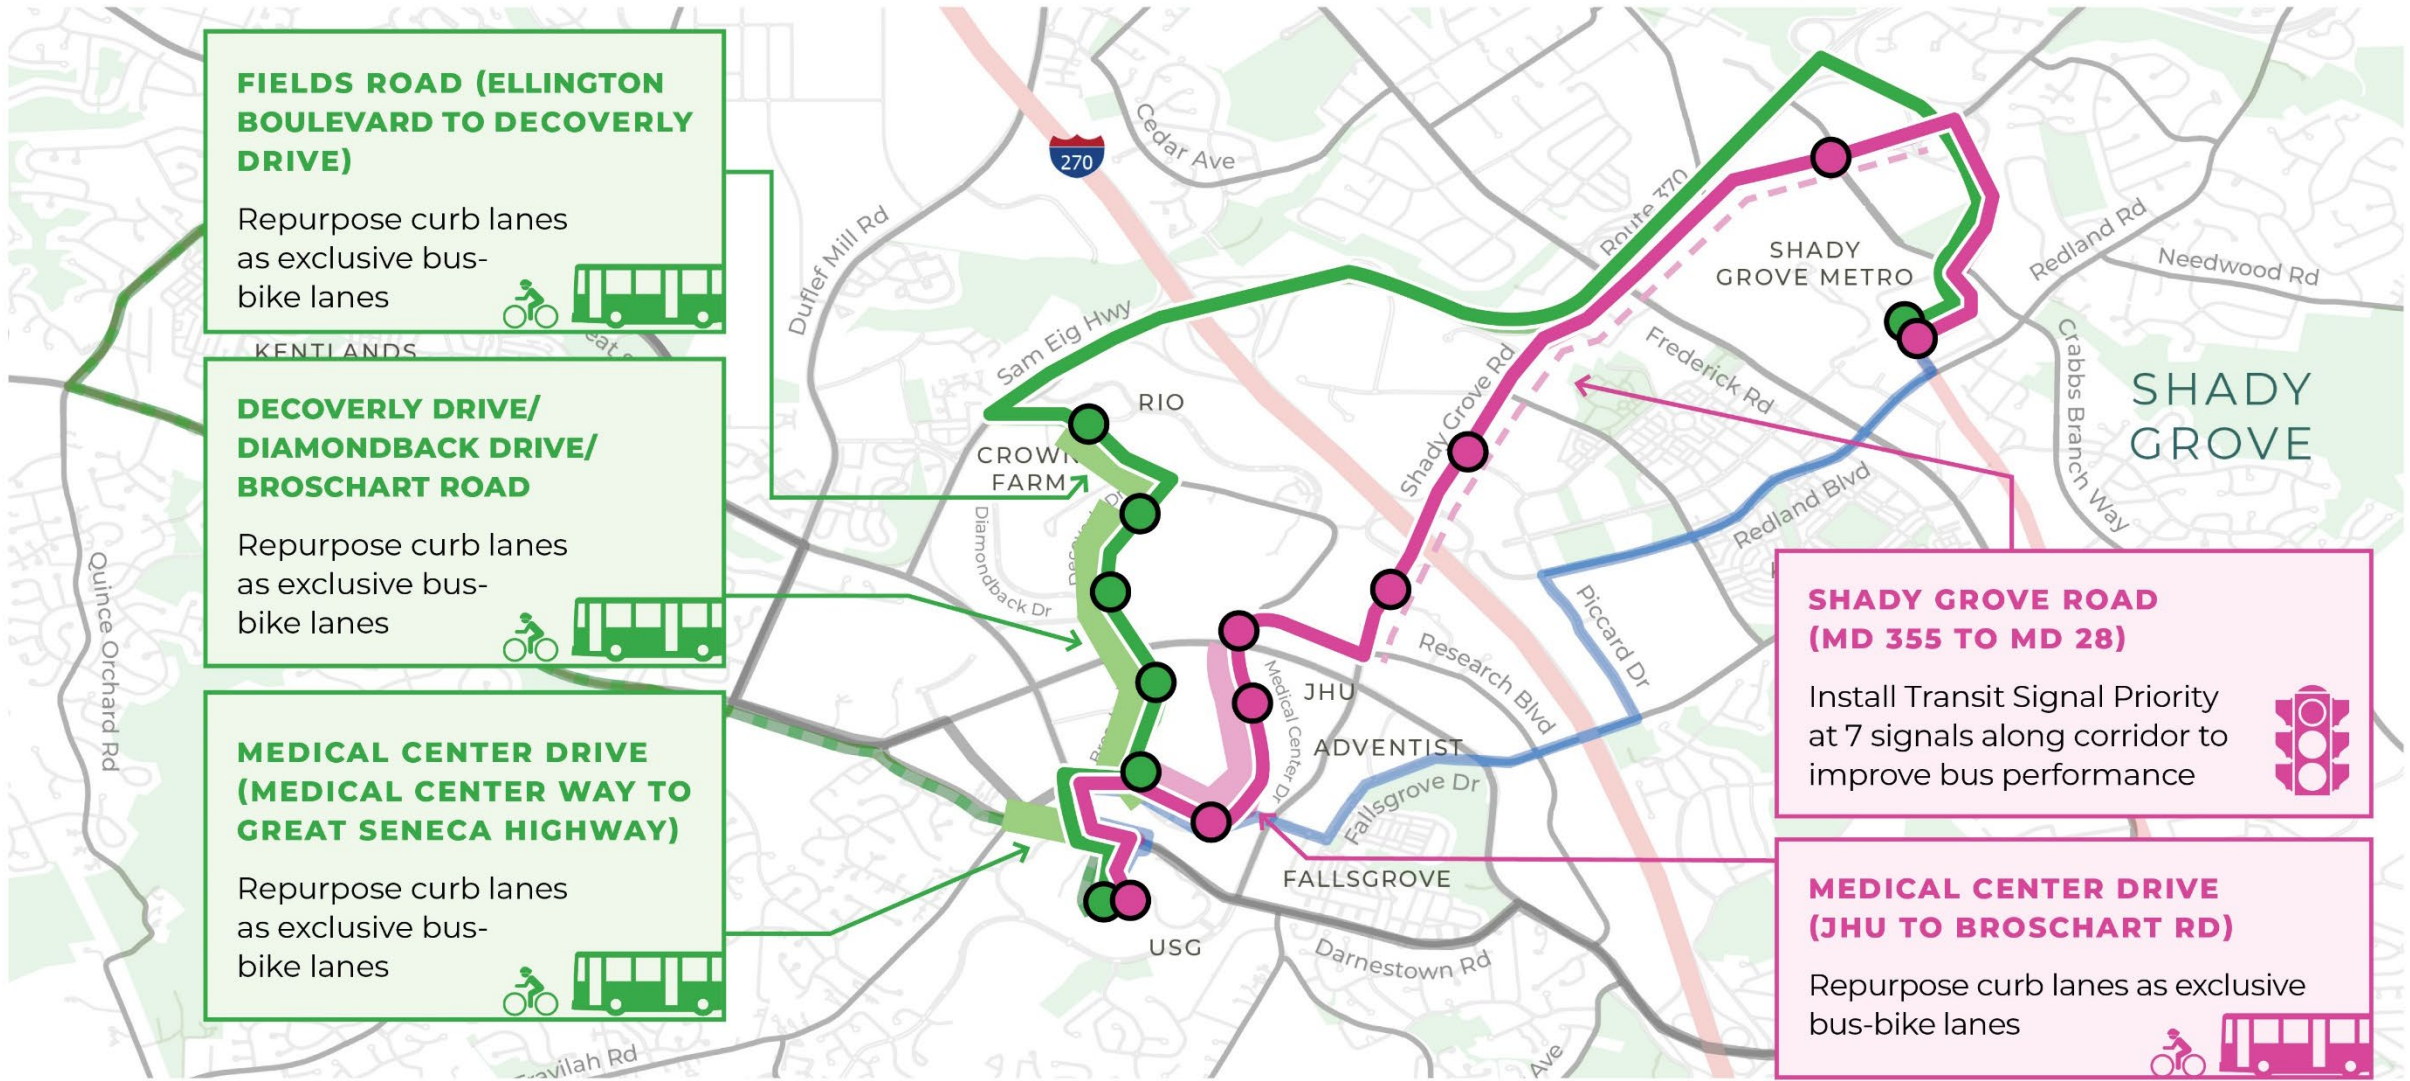 FIELDS ROAD (ELLINGTON
BOULEVARD TO DECOVERLY
DRIVE)
Repurpose curb lanes
as exclusive bus-
bike lanes
KENTLANDS
DECOVERLY DRIVE/
DIAMONDBACK DRIVE/
BROSCHART ROAD
Repurpose curb lanes
as exclusive bus-
bike lanes
MEDICAL CENTER DRIVE
(MEDICAL CENTER WAY TO
GREAT SENECA HIGHWAY)
Repurpose curb lanes
as exclusive bus-
bike lanes
Quince Orchard Rd
Duflef Mill Rd
270
Cedar Ave
Sam Eig Hwy
RIO
CROWN
FARM
Diamondback Dr
Route 370
Shady Grove Rd
SHADY
GROVE METRO
Redland Rd
Needwood Rd
Frederick Rd
Crabbs Branch Way
SHADY
GROVE
Redland Blvd
Piccard Dr
Research Blvd
JHU
Medical Center Dr
ADVENTIST
Fallsgrove Dr
FALLSGROVE
USG
Darnestown Rd
Rd
Ave
SHADY GROVE ROAD
(MD 355 TO MD 28)
Install Transit Signal Priority
at 7 signals along corridor to
improve bus performance
MEDICAL CENTER DRIVE
(JHU TO BROSCHART RD)
Repurpose curb lanes as exclusive
bus-bike lanes